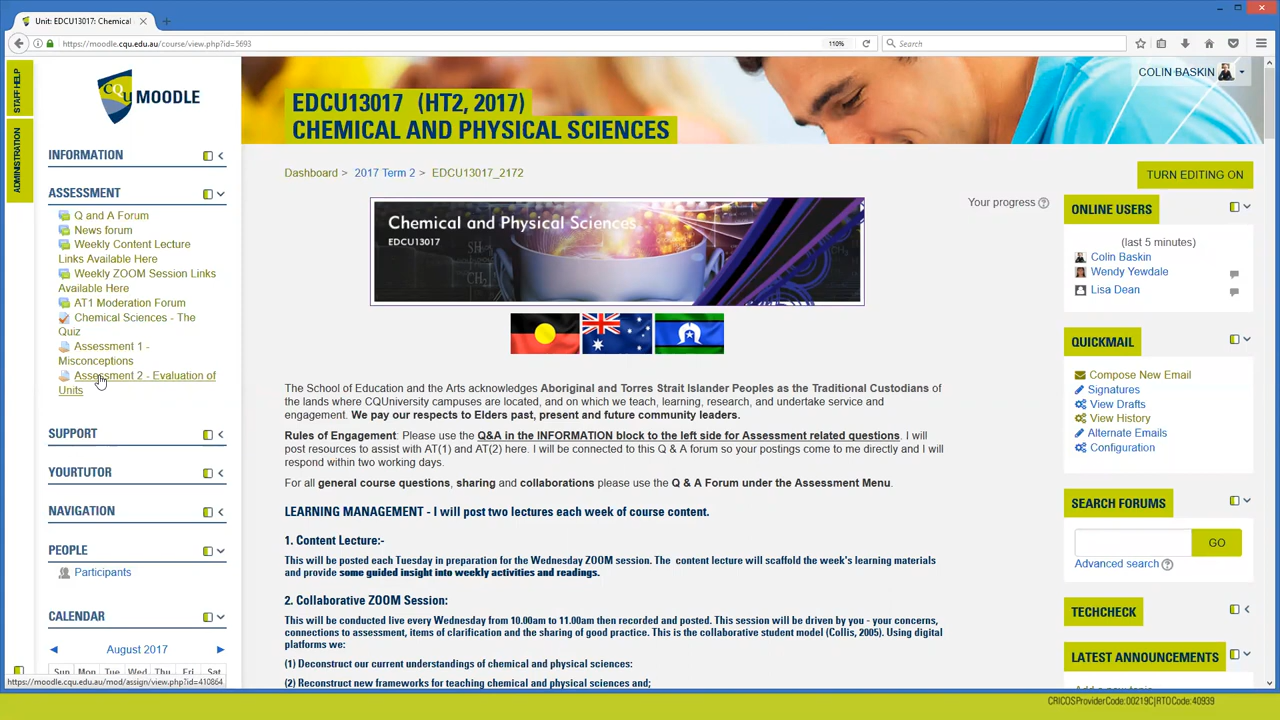 Unit: EDCU13017: Chemical
https://moodle.cqu.edu.au/course/view.php?id=5693
110%
Search
STAFF HELP
ADMINISTRATION
CQU MOODLE
COLIN BASKIN
EDCU13017 (HT2, 2017)
CHEMICAL AND PHYSICAL SCIENCES
INFORMATION
ASSESSMENT
Q and A Forum
News forum
Weekly Content Lecture
Links Available Here
Weekly ZOOM Session Links
Available Here
AT1 Moderation Forum
Chemical Sciences - The
Quiz
Assessment 1 -
Misconceptions
Assessment 2 - Evaluation of
Units
SUPPORT
YOURTUTOR
NAVIGATION
PEOPLE
Participants
CALENDAR
August 2017
Sun Mon Tue Wed Thu Fri Sat
https://moodle.cqu.edu.au/mod/assign/view.php?id=410864
Dashboard > 2017 Term 2 > EDCU13017_2172
TURN EDITING ON
Your progress
Chemical and Physical Sciences
EDCU13017
The School of Education and the Arts acknowledges Aboriginal and Torres Strait Islander Peoples as the Traditional Custodians of
the lands where CQUniversity campuses are located, and on which we teach, learning, research, and undertake service and
engagement. We pay our respects to Elders past, present and future community leaders.
Rules of Engagement: Please use the Q&A in the INFORMATION block to the left side for Assessment related questions. I will
post resources to assist with AT(1) and AT(2) here. I will be connected to this Q & A forum so your postings come to me directly and I will
respond within two working days.
For all general course questions, sharing and collaborations please use the Q & A Forum under the Assessment Menu.
LEARNING MANAGEMENT - I will post two lectures each week of course content.
1. Content Lecture:-
This will be posted each Tuesday in preparation for the Wednesday ZOOM session. The content lecture will scaffold the week's learning materials
and provide some guided insight into weekly activities and readings.
2. Collaborative ZOOM Session:
This will be conducted live every Wednesday from 10.00am to 11.00am then recorded and posted. This session will be driven by you - your concerns,
connections to assessment, items of clarification and the sharing of good practice. This is the collaborative student model (Collis, 2005). Using digital
platforms we:
(1) Deconstruct our current understandings of chemical and physical sciences:
(2) Reconstruct new frameworks for teaching chemical and physical sciences and;
ONLINE USERS
(last 5 minutes)
Colin Baskin
Wendy Yewdale
Lisa Dean
QUICKMAIL
Compose New Email
Signatures
View Drafts
View History
Alternate Emails
Configuration
SEARCH FORUMS
GO
Advanced search
TECHCHECK
LATEST ANNOUNCEMENTS
Add a new topic
CRICOSProviderCode:00219C|RTOCode:40939